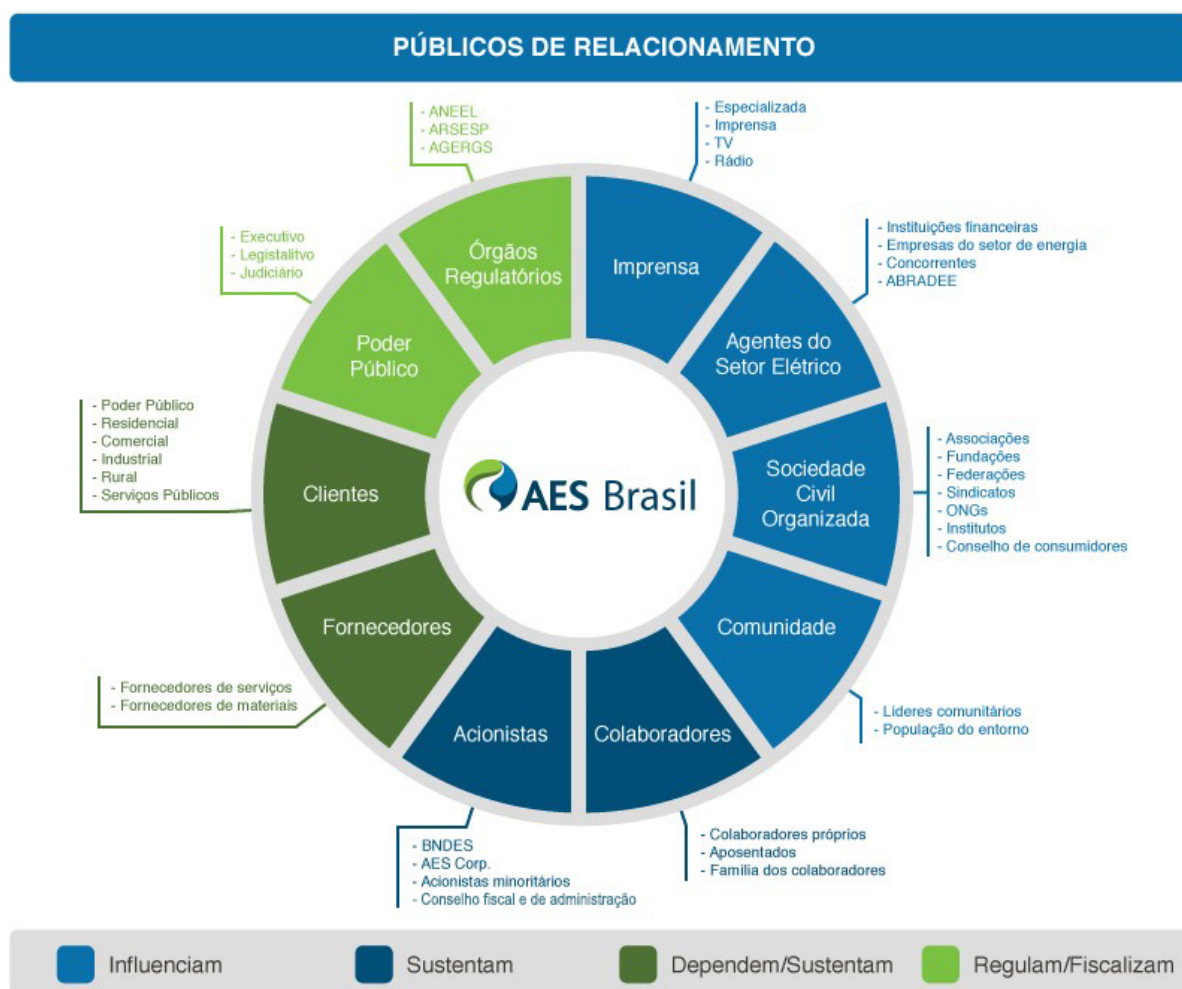 PÚBLICOS DE RELACIONAMENTO
- ANEEL
- ARSESP
- AGERGS
- Especializada
- Imprensa
- TV
- Rádio
- Executivo
- Legistalitvo
- Judiciário
- Instituições financeiras
- Empresas do setor de energia
- Concorrentes
- ABRADEE
Órgãos
Regulatórios
Imprensa
Poder
Público
Agentes do
Setor Elétrico
- Poder Público
- Residencial
- Comercial
- Industrial
- Rural
- Serviços Públicos
Clientes
AES Brasil
Sociedade
Civil
Organizada
- Associações
- Fundações
- Federações
- Sindicatos
- ONGs
- Institutos
- Conselho de consumidores
Fornecedores
Comunidade
- Fornecedores de serviços
- Fornecedores de materiais
Acionistas
Colaboradores
- Lideres comunitários
- População do entorno
- BNDES
- AES Corp.
- Acionistas minoritários
- Conselho fiscal e de administração
- Colaboradores próprios
- Aposentados
- Família dos colaboradores
Influenciam
Sustentam
Dependem/Sustentam
Regulam/Fiscalizam